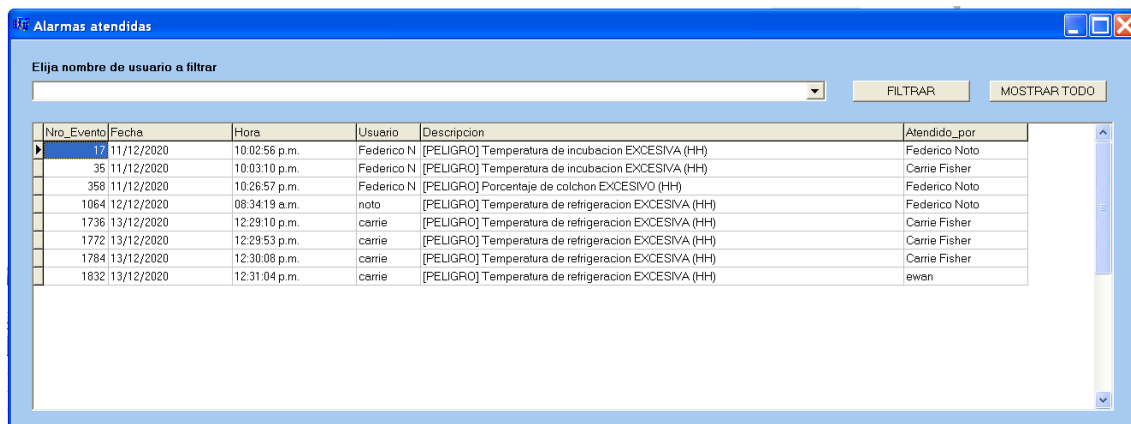 Alarmas atendidas
Elija nombre de usuario a filtrar
FILTRAR MOSTRAR TODO
Nro_Evento Fecha Hora Usuario Descripcion Atendido_por
17 11/12/2020 10:02:56 p.m. Federico N [PELIGRO] Temperatura de incubacion EXCESIVA (HH) Federico Noto
35 11/12/2020 10:03:10 p.m. Federico N [PELIGRO] Temperatura de incubacion EXCESIVA (HH) Carrie Fisher
358 11/12/2020 10:26:57 p.m. Federico N [PELIGRO] Porcentaje de colchon EXCESIVO (HH) Federico Noto
1064 12/12/2020 08:34:19 a.m. noto [PELIGRO] Temperatura de refrigeracion EXCESIVA (HH) Federico Noto
1736 13/12/2020 12:29:10 p.m. carrie [PELIGRO] Temperatura de refrigeracion EXCESIVA (HH) Carrie Fisher
1772 13/12/2020 12:29:53 p.m. carrie [PELIGRO] Temperatura de refrigeracion EXCESIVA (HH) Carrie Fisher
1784 13/12/2020 12:30:08 p.m. carrie [PELIGRO] Temperatura de refrigeracion EXCESIVA (HH) Carrie Fisher
1832 13/12/2020 12:31:04 p.m. carrie [PELIGRO] Temperatura de refrigeracion EXCESIVA (HH) ewan